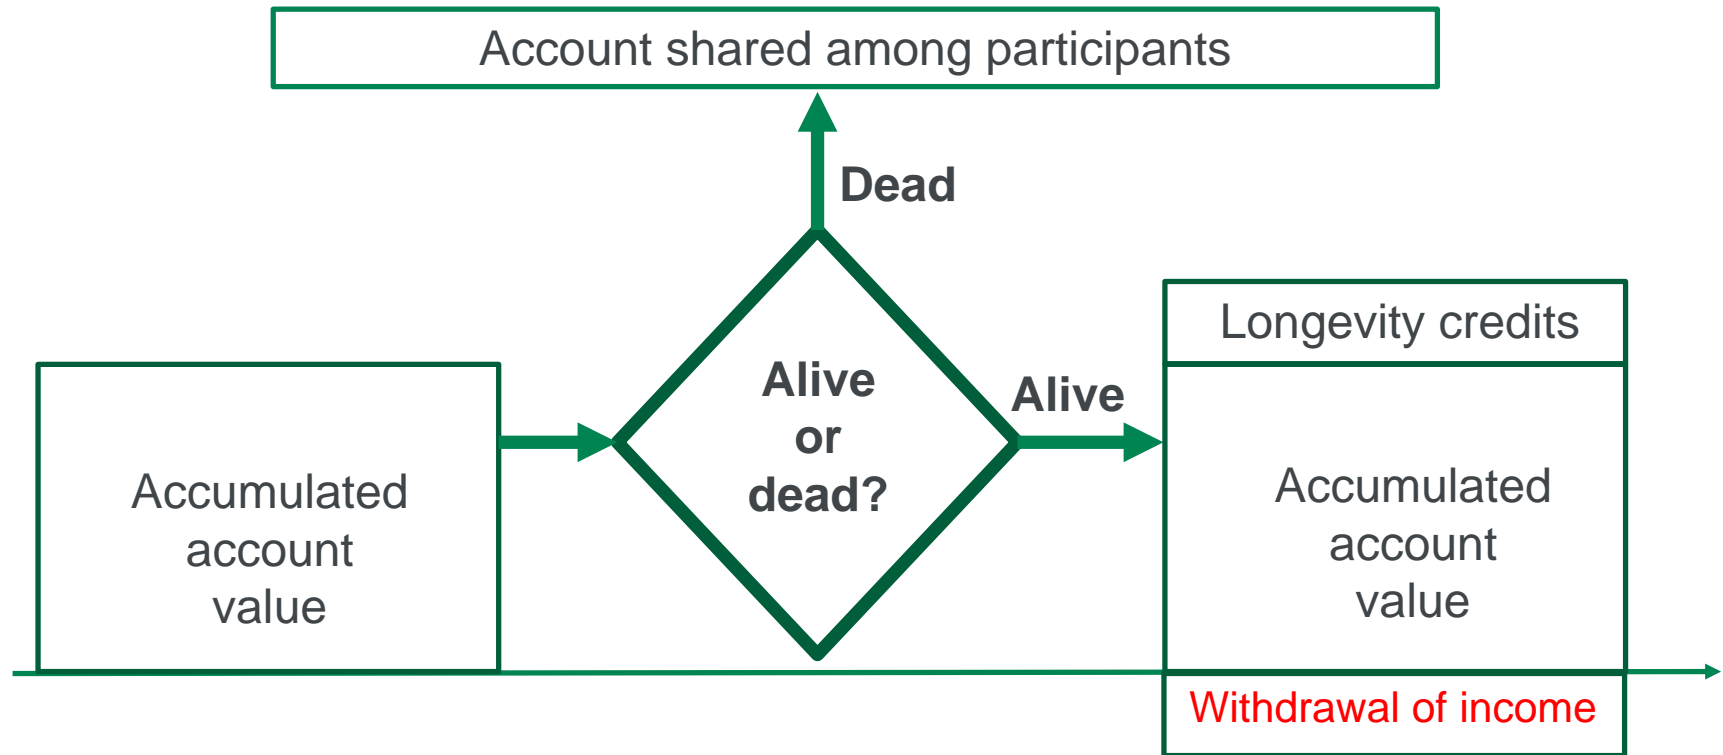 Account shared among participants
Dead
Alive
or
dead?
Alive
Longevity credits
Accumulated
account
value
Accumulated
account
value
Withdrawal of income